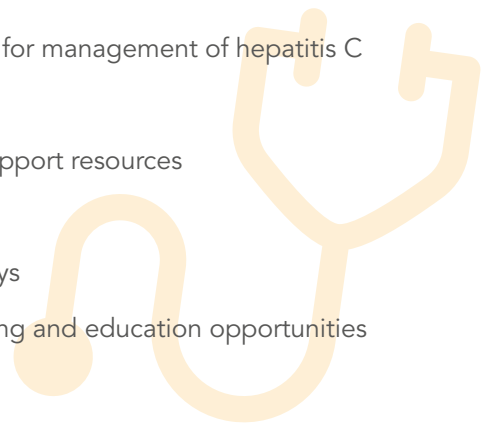 for management of hepatitis C
pport resources
ys
ng and education opportunities